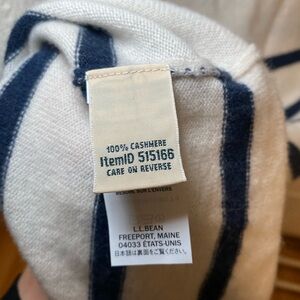 100% CASHMERE
ItemID 515166
CARE ON REVERSE
L.L.BEAN
FREEPORT, MAINE
04033 ÉTATS-UNIS
日本語は裏面をご覧ください